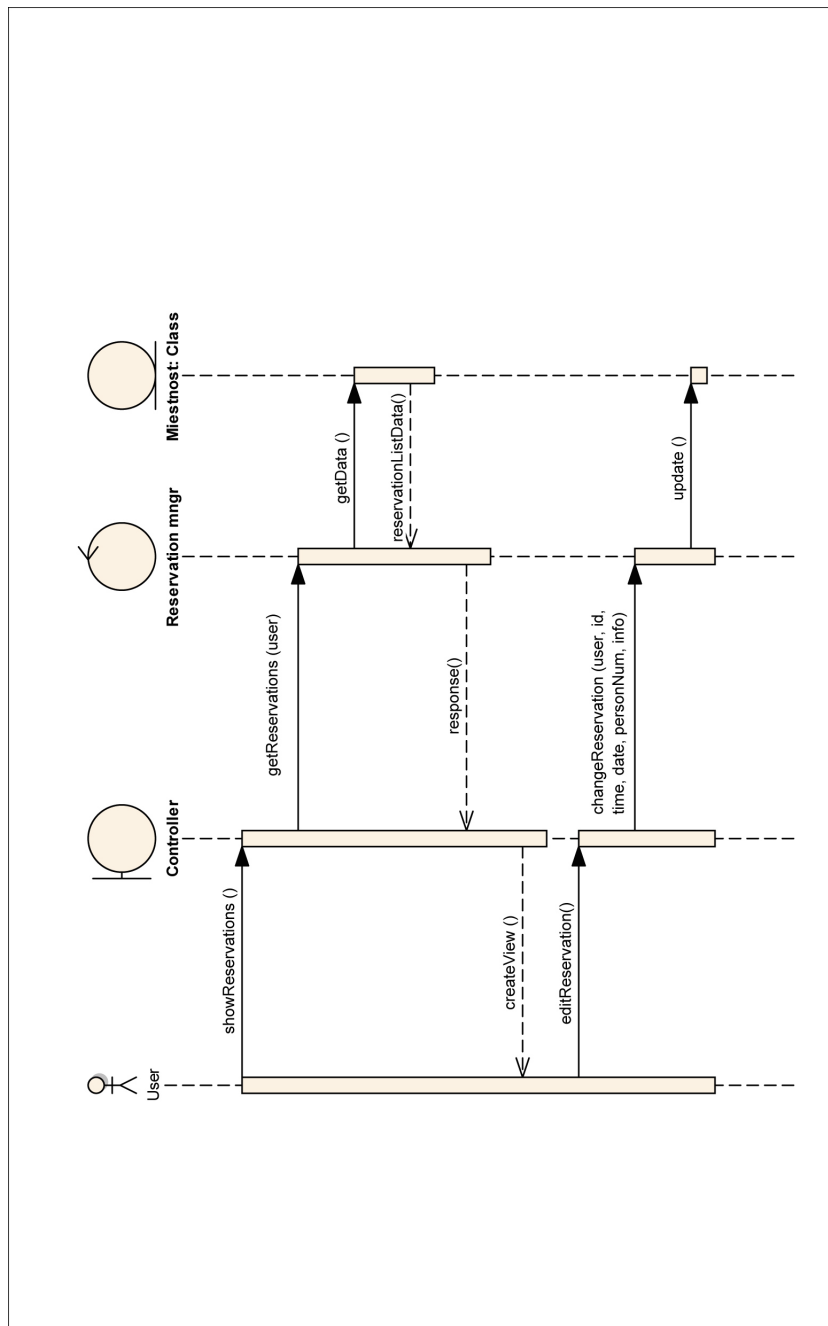 User
Controller
Reservation mngr
Miestnost: Class
showReservations ()
getReservations (user)
getData ()
reservationListData()
response()
createView ()
editReservation()
changeReservation (user, id,
time, date, personNum, info)
update ()